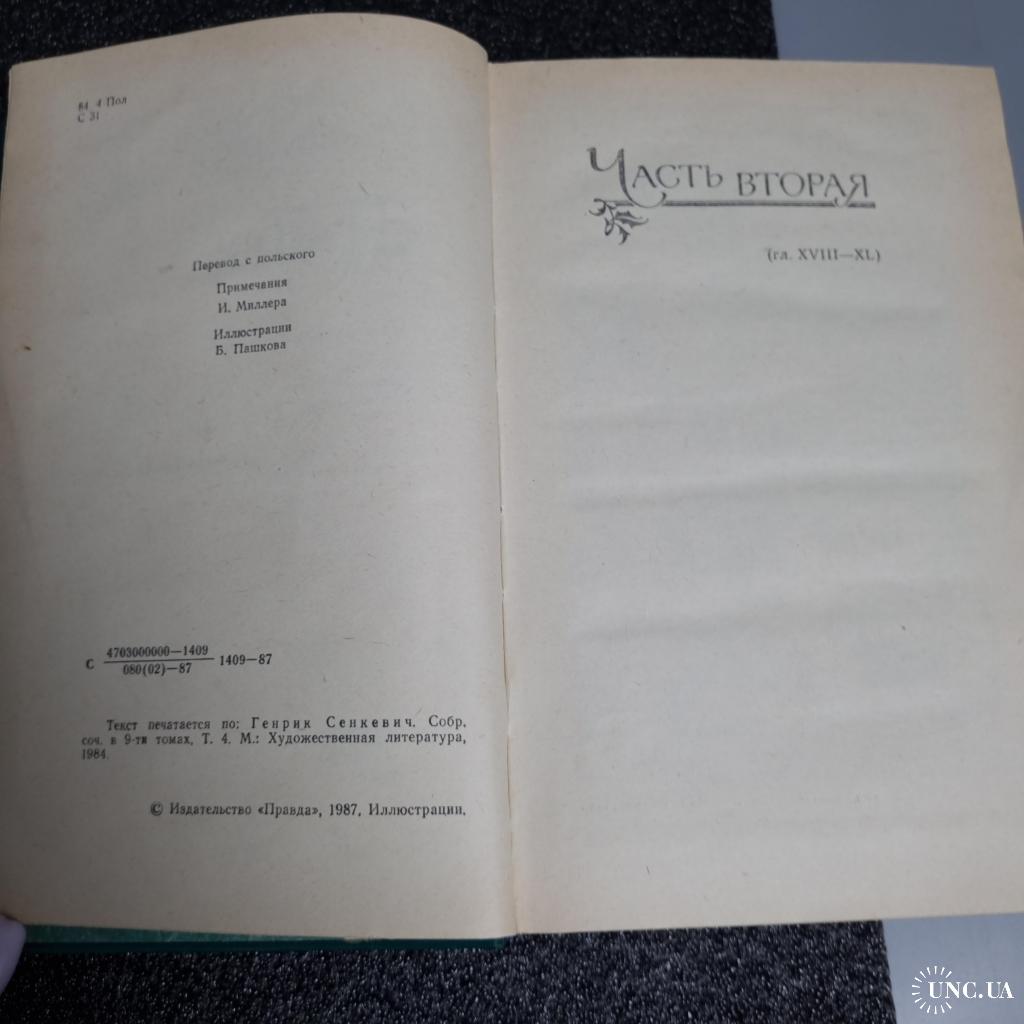 84 4 Пол
С 31
Перевод с польского
Примечания
И. Миллера
Иллюстрации
Б. Пашкова
С 4703000000—1409
080(02)—87 1409—87
Текст печатается по: Генрик Сенкевич. Собр.
соч. в 9-ти томах, Т. 4. М.: Художественная литература,
1984.
© Издательство «Правда», 1987, Иллюстрации.
Часть вторая
(гл. XVIII—XL)
UNC.UA